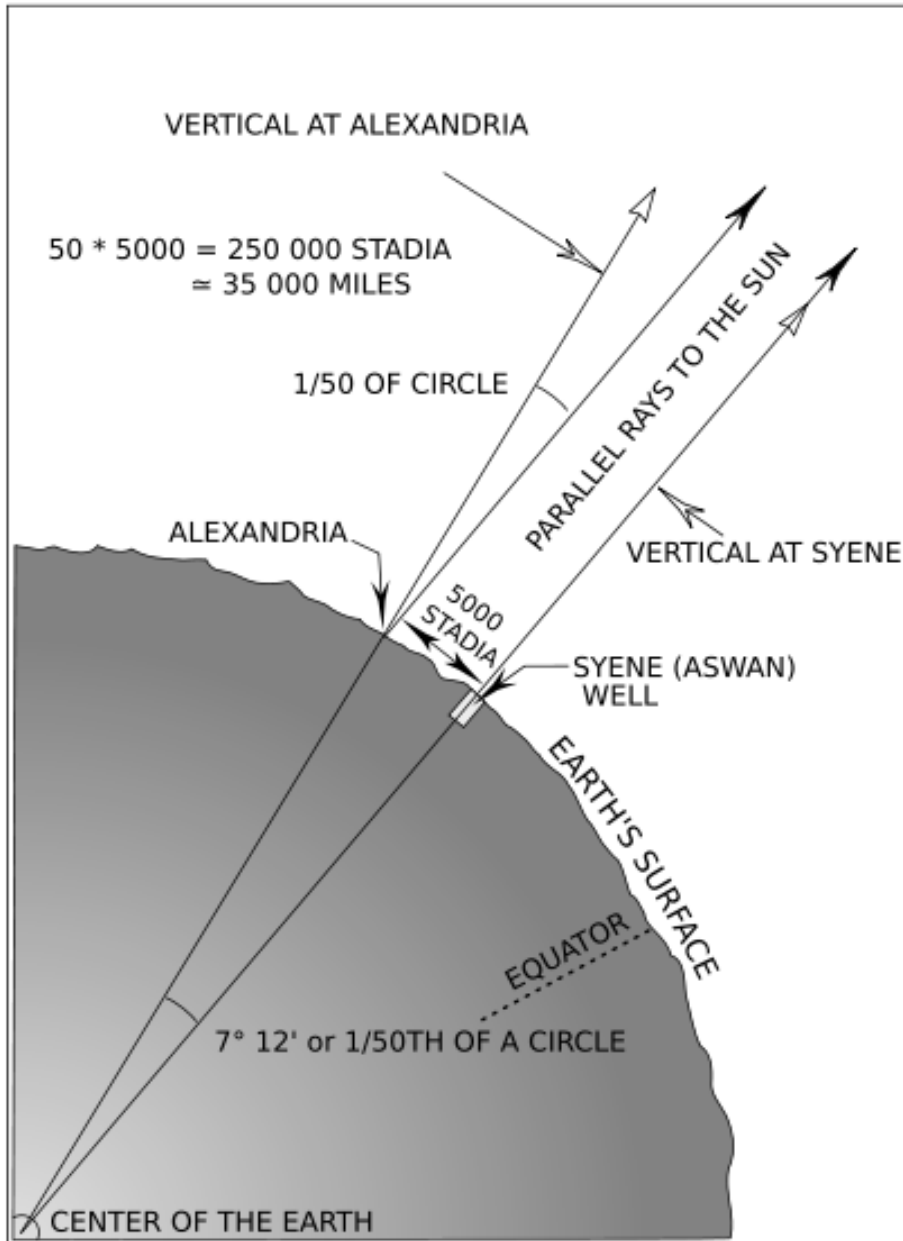 VERTICAL AT ALEXANDRIA
50 * 5000 = 250 000 STADIA
≃ 35 000 MILES
1/50 OF CIRCLE
PARALLEL RAYS TO THE SUN
ALEXANDRIA
VERTICAL AT SYENE
5000
STADIA
SYENE (ASWAN)
WELL
EARTH'S SURFACE
EQUATOR
7° 12' or 1/50TH OF A CIRCLE
CENTER OF THE EARTH